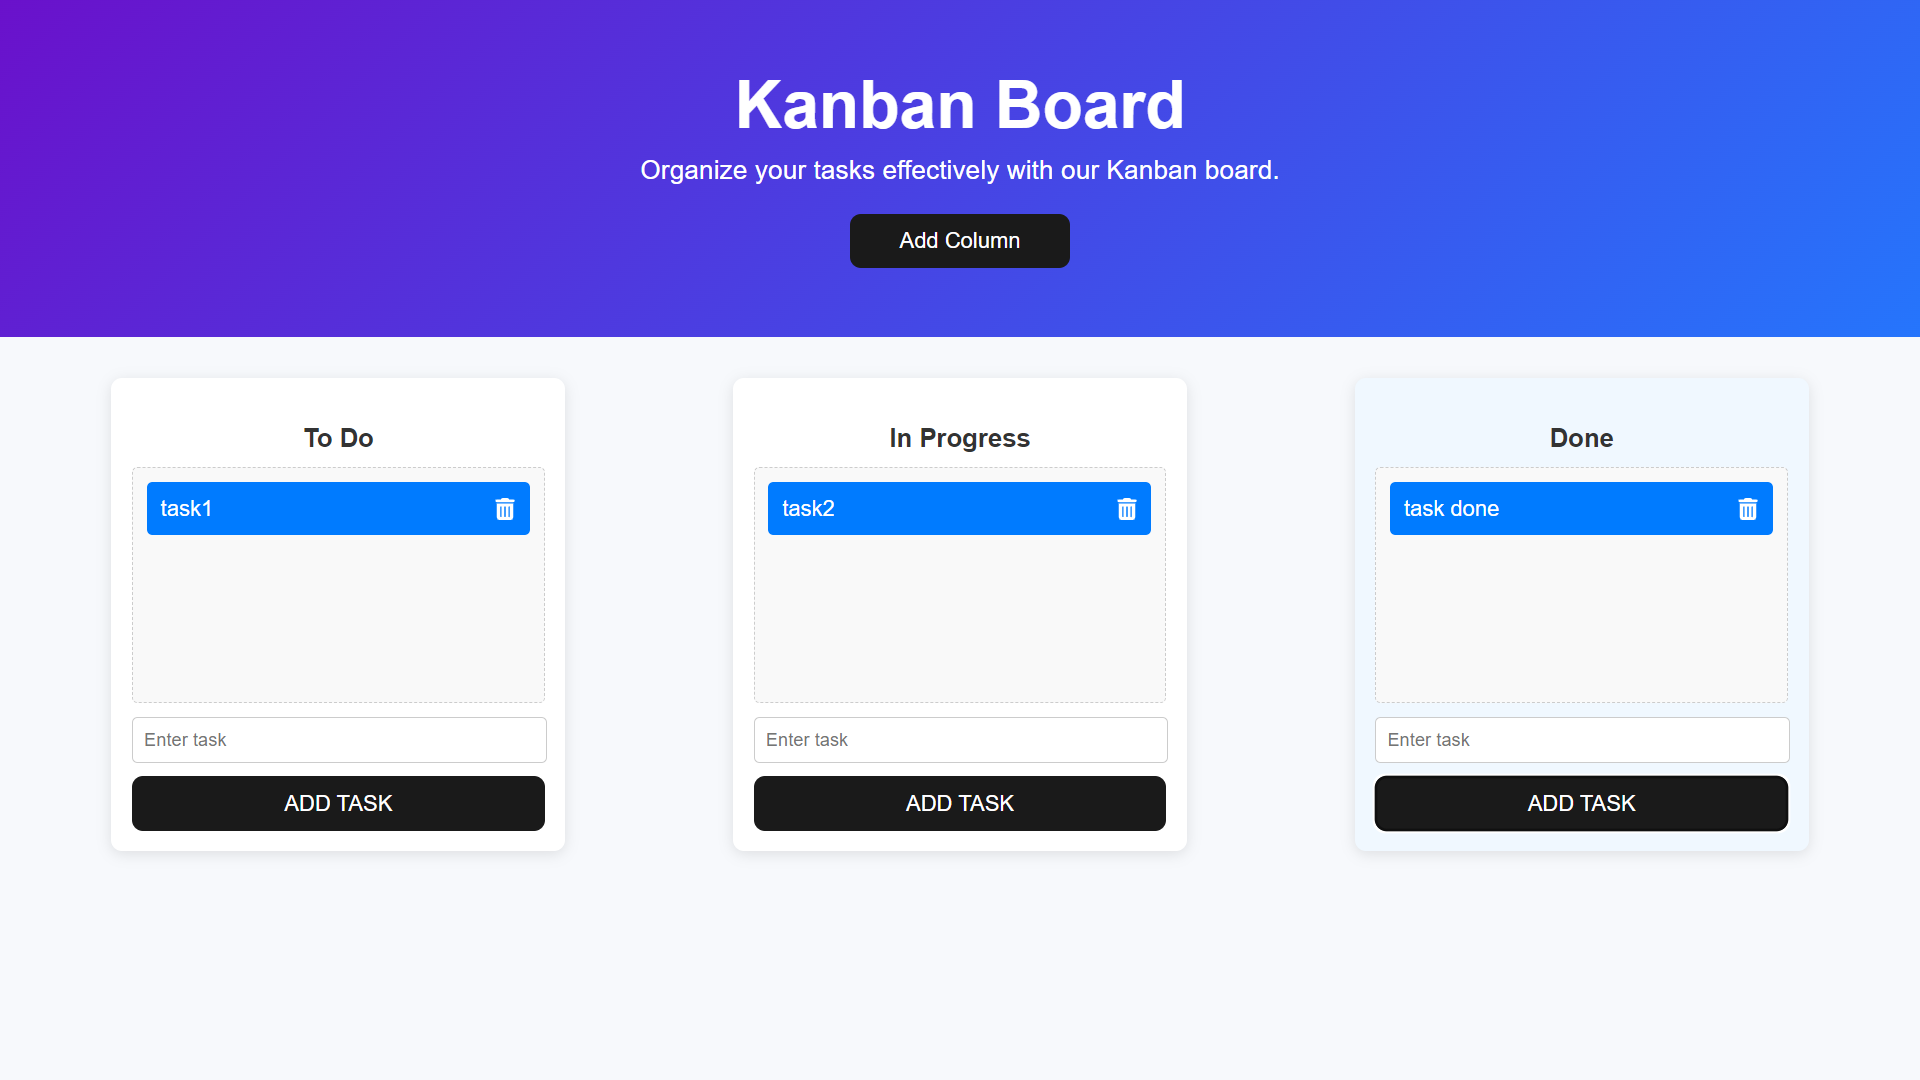 Kanban Board
Organize your tasks effectively with our Kanban board.
Add Column
To Do
task1
Enter task
ADD TASK
In Progress
task2
Enter task
ADD TASK
Done
task done
Enter task
ADD TASK